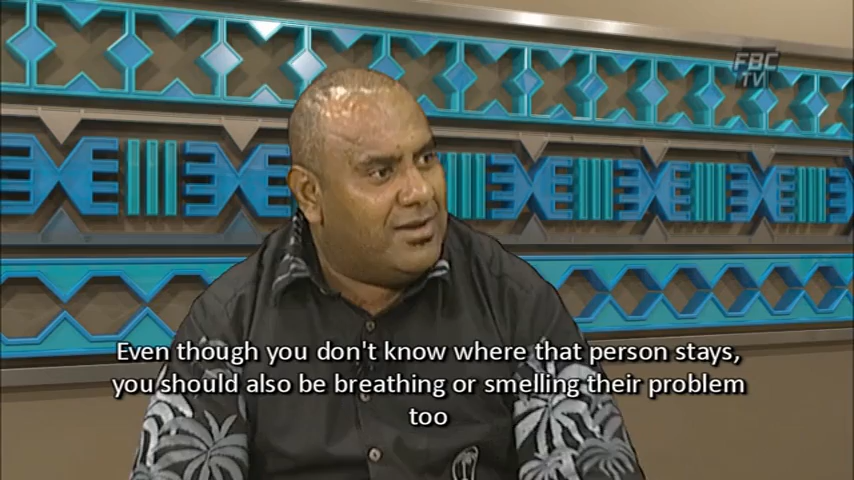 FBC
TV
Even though you don't know where that person stays,
you should also be breathing or smelling their problem
too